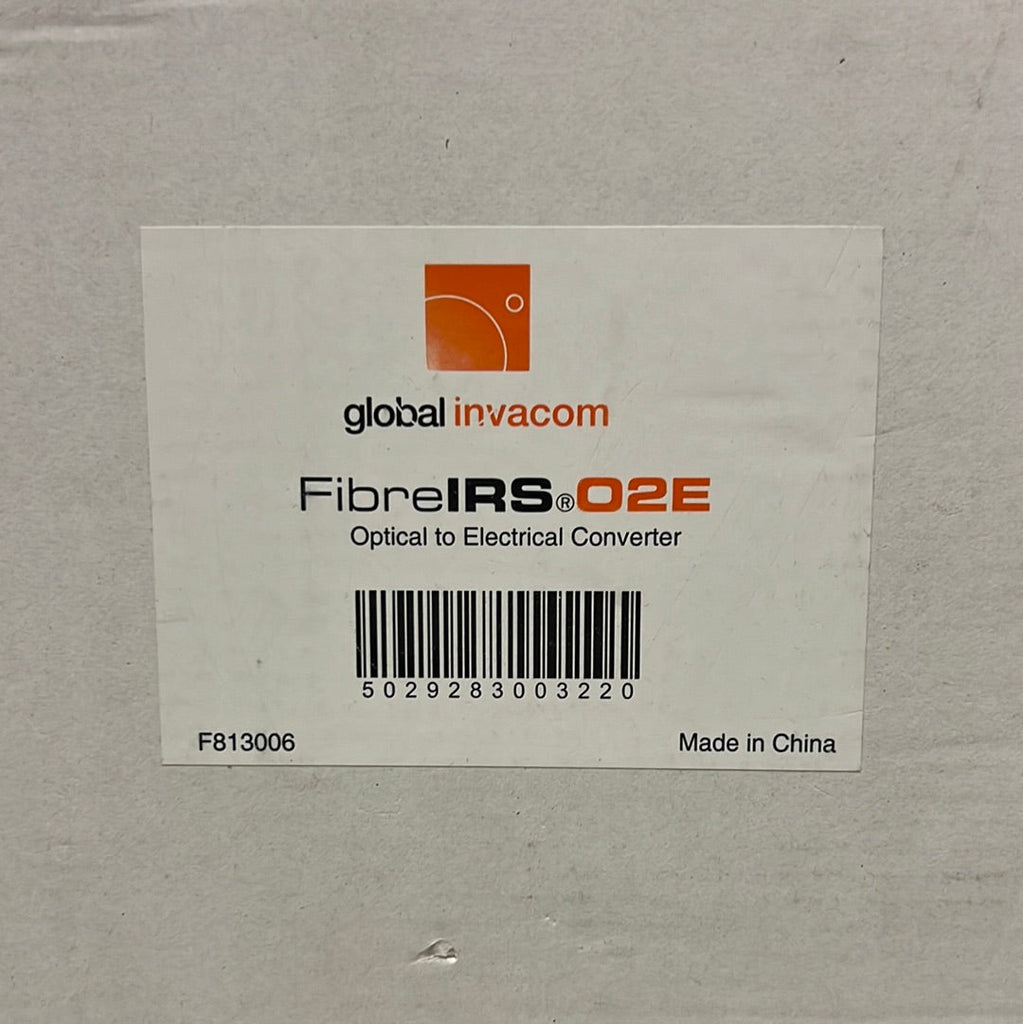 global invacom
FibreIRS®O2E
Optical to Electrical Converter
5029283003220
F813006
Made in China